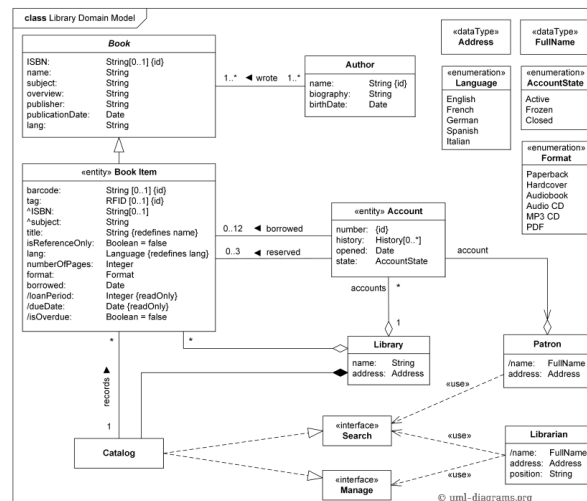 class Library Domain Model
Book
ISBN: String[0..1] {id}
name: String
subject: String
overview: String
publisher: String
publicationDate: Date
lang: String
1..* ◄ wrote 1..*
Author
name: String {id}
biography: String
birthDate: Date
«dataType»
Address
«dataType»
FullName
«enumeration»
Language
English
French
German
Spanish
Italian
«enumeration»
AccountState
Active
Frozen
Closed
«enumeration»
Format
Paperback
Hardcover
Audiobook
Audio CD
MP3 CD
PDF
«entity» Book Item
barcode: String [0..1] {id}
tag: RFID [0..1] {id}
^ISBN: String[0..1]
^subject: String
title: String {redefines name}
isReferenceOnly: Boolean = false
lang: Language {redefines lang}
numberOfPages: Integer
format: Format
borrowed: Date
/loanPeriod: Integer {readOnly}
/dueDate: Date {readOnly}
/isOverdue: Boolean = false
0..12 ◄ borrowed
0..3 ◄ reserved
«entity» Account
number: {id}
history: History[0..*]
opened: Date
state: AccountState
account
accounts *
1
*
*
records ►
1
Library
name: String
address: Address
Patron
/name: FullName
address: Address
Catalog
«interface»
Search
«interface»
Manage
«use»
«use»
«use»
Librarian
/name: FullName
address: Address
position: String
© uml-diagrams.org